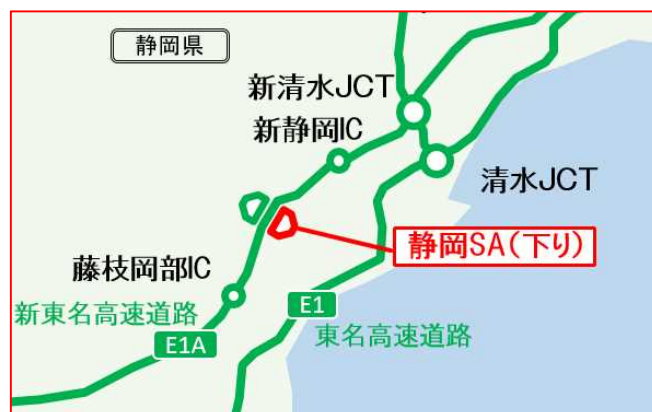 静岡県
新清水JCT
新静岡IC
清水JCT
静岡SA(下り)
藤枝岡部IC
新東名高速道路
E1
東名高速道路
E1A